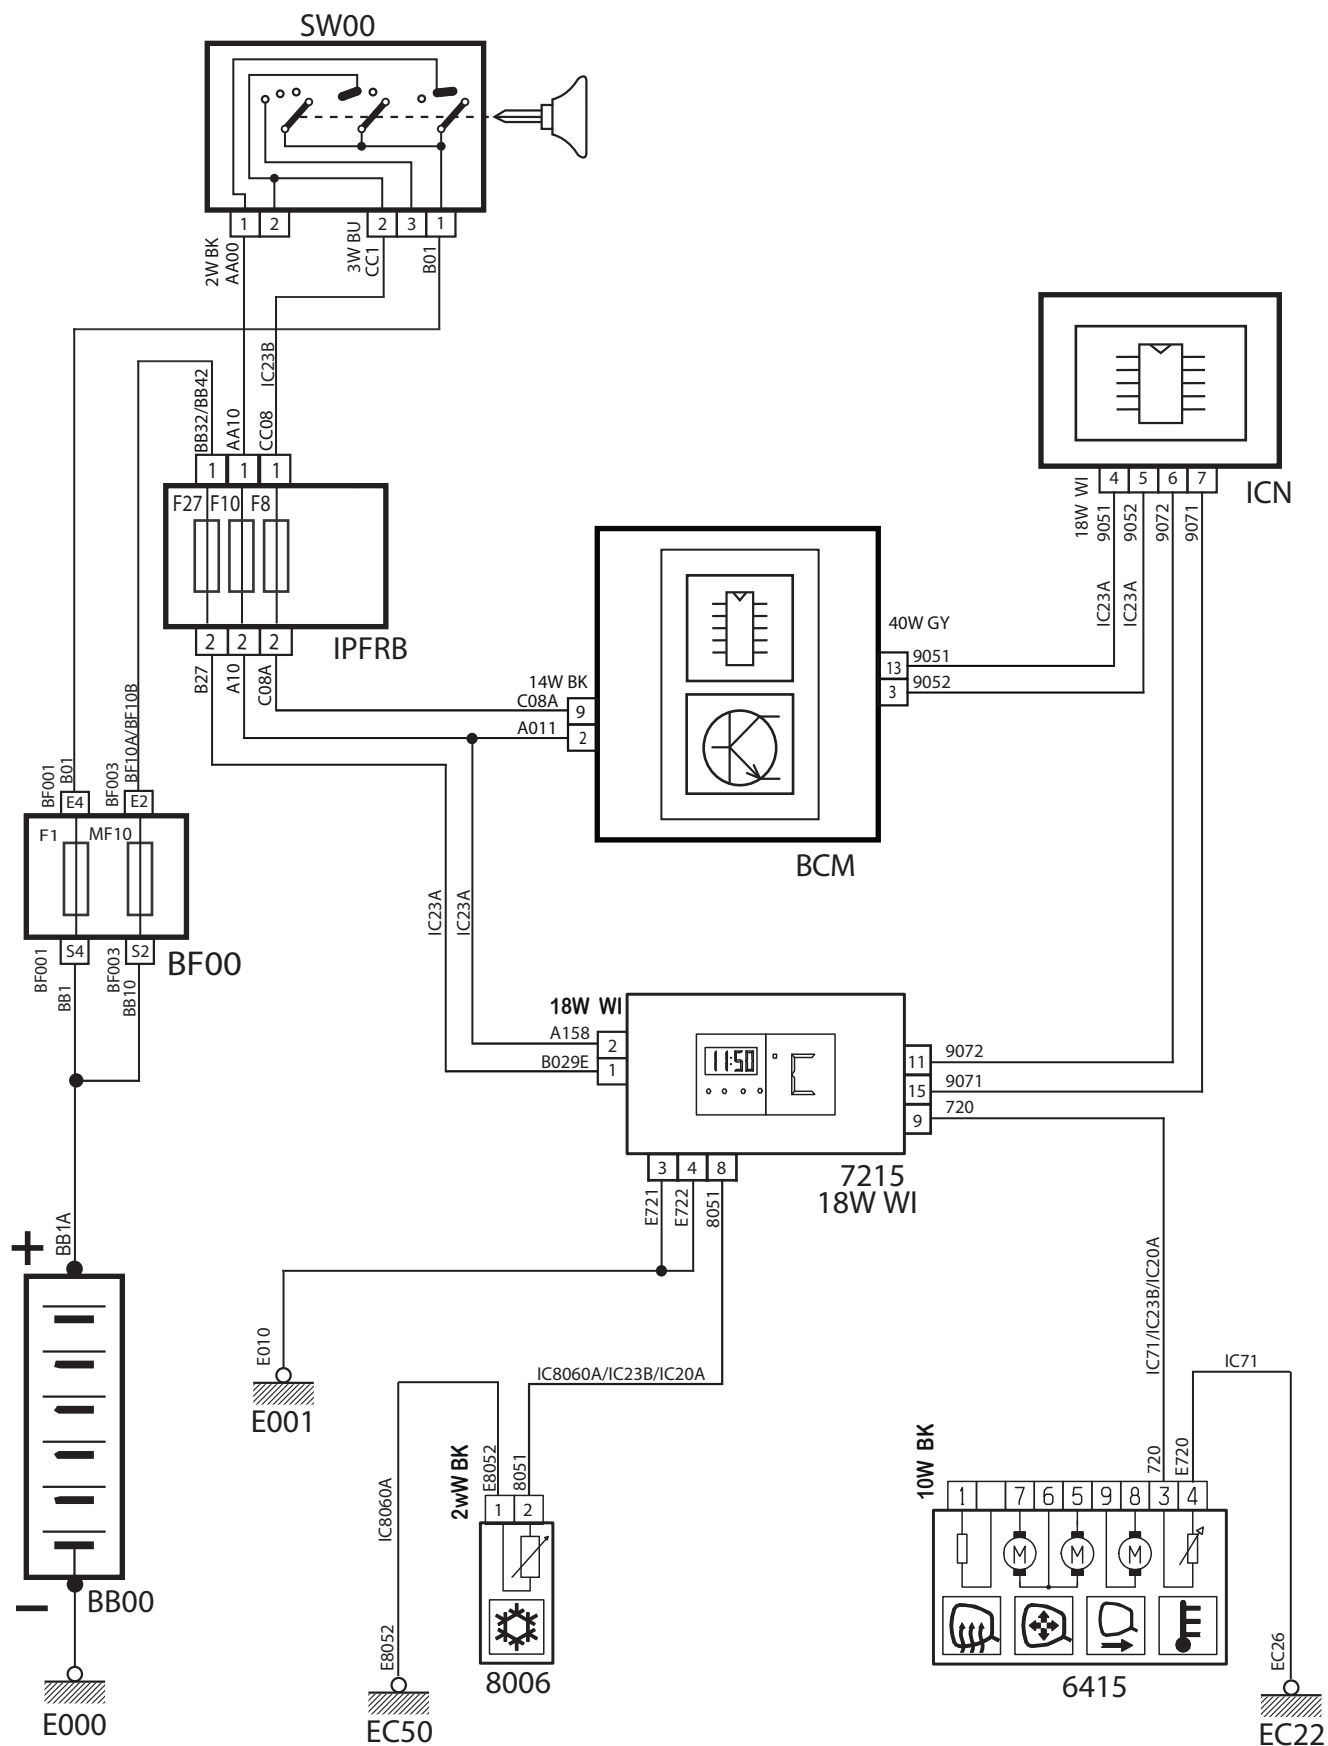 SW00
1 2 2 3 1
2W BK
AA00
3W BU
CC1
B01
IC23B
BB32/BB42
AA10
CC08
1 1 1
F27 F10 F8
2 2 2
IPFRB
B27
A10
C08A
ICN
4 5 6 7
18W WI
9051
9052
9072
9071
IC23A
IC23A
40W GY
13 9051
3 9052
14W BK
C08A 9
A011 2
BCM
BF001
B01
BF003
BF10A/BF10B
E4 E2
F1 MF10
S4 S2
BF00
BF001
BB1
BF003
BB10
IC23A
IC23A
18W WI
A158 2
B029E 1
11:50
C
11 9072
15 9071
9 720
7215
18W WI
3 4 8
E721
E722
8051
BB1A
+
BB00
−
E000
E010
E001
IC8060A/IC23B/IC20A
IC8060A
E8052
EC50
2wW BK
E8052
8051
1 2
8006
IC71/IC23B/IC20A
IC71
10W BK
720
E720
1 7 6 5 9 8 3 4
M M M
6415
EC26
EC22